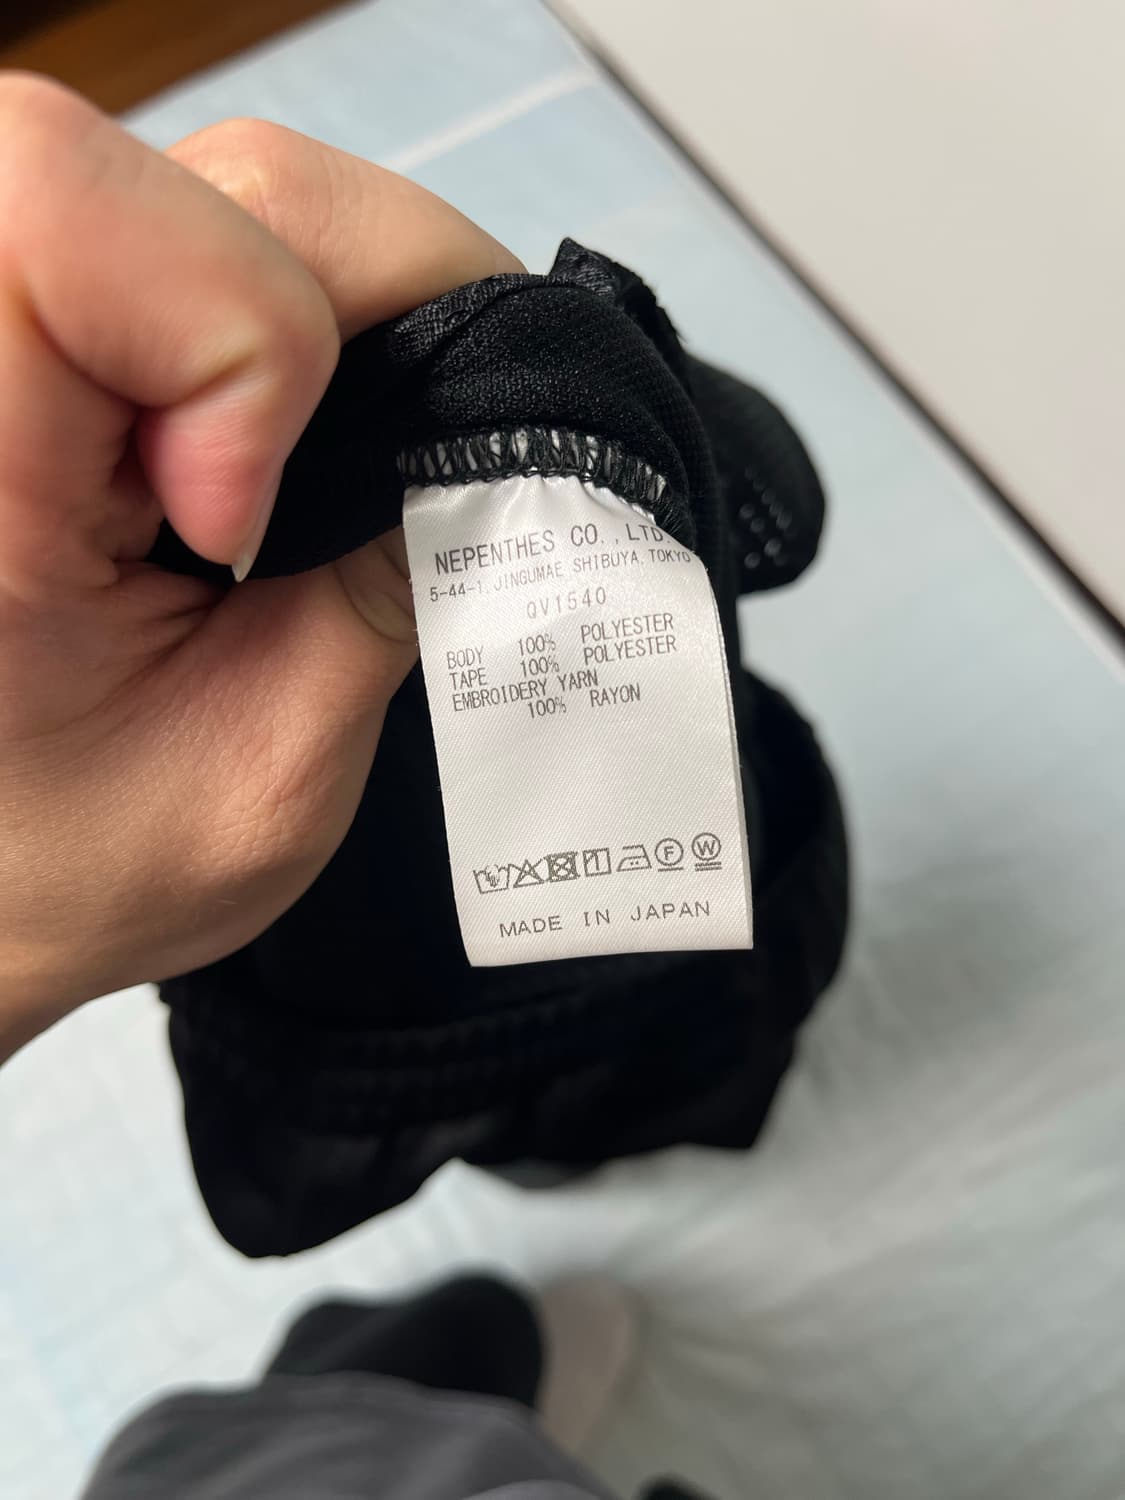 NEPENTHES CO., LTD.
5-44-1, JINGUMAE SHIBUYA, TOKYO
QV1540
BODY 100% POLYESTER
TAPE 100% POLYESTER
EMBROIDERY YARN
100% RAYON
F W
MADE IN JAPAN